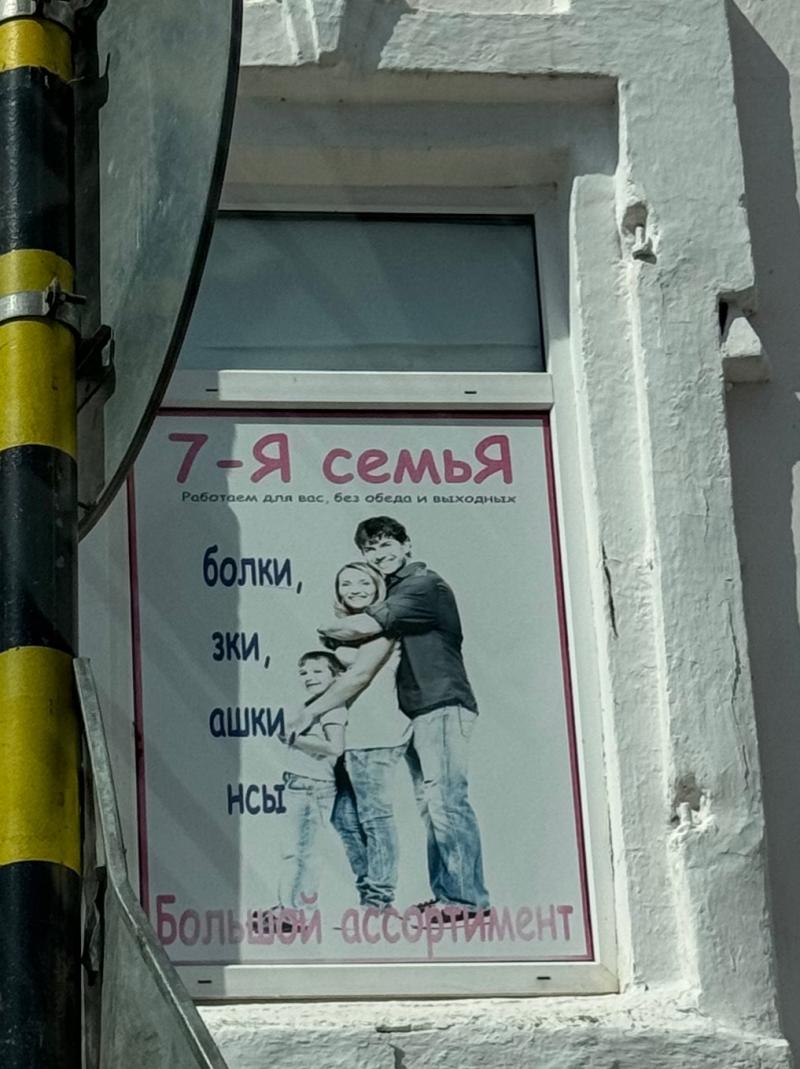 7-Я семьЯ
Работаем для вас, без обеда и выходных
болки,
зки,
ашки
нсы
Большой ассортимент